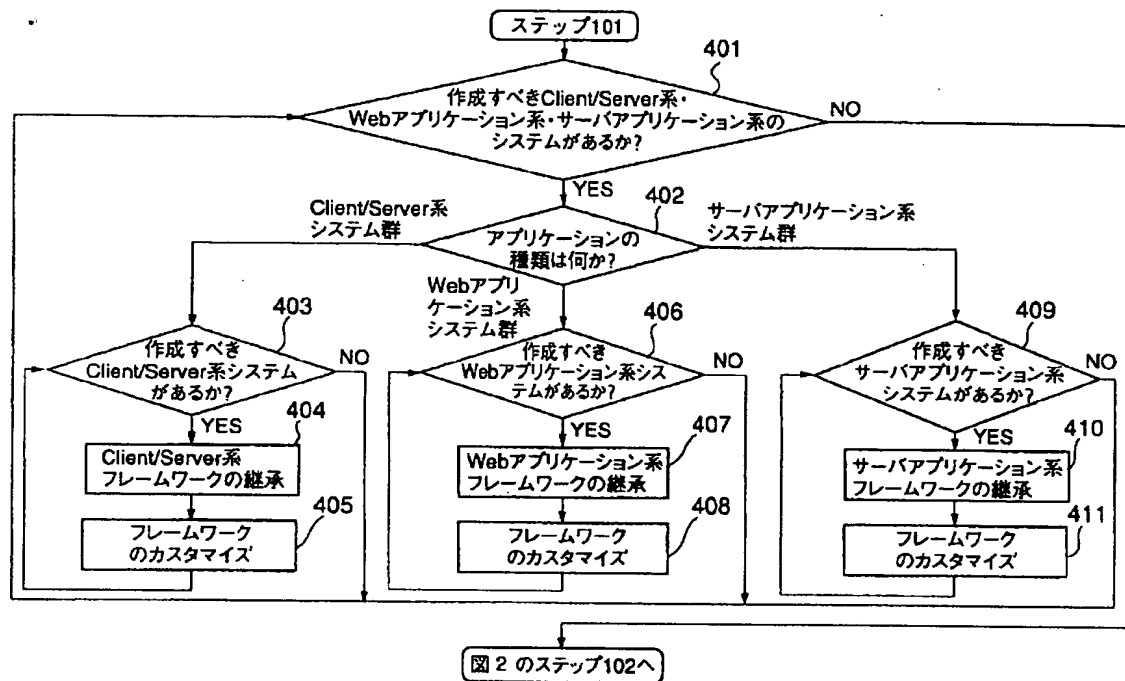 ステップ101
401
作成すべきClient/Server系・
Webアプリケーション系・サーバアプリケーション系の
システムがあるか?
NO
YES
402
Client/Server系
システム群
アプリケーションの
種類は何か?
サーバアプリケーション系
システム群
Webアプリ
ケーション系
システム群
403
作成すべき
Client/Server系システム
があるか?
NO
YES
404
Client/Server系
フレームワークの継承
405
フレームワーク
のカスタマイズ
406
作成すべき
Webアプリケーション系シス
テムがあるか?
NO
YES
407
Webアプリケーション系
フレームワークの継承
408
フレームワーク
のカスタマイズ
409
作成すべき
サーバアプリケーション系
システムがあるか?
NO
YES
410
サーバアプリケーション系
フレームワークの継承
411
フレームワーク
のカスタマイズ
図2 のステップ102へ